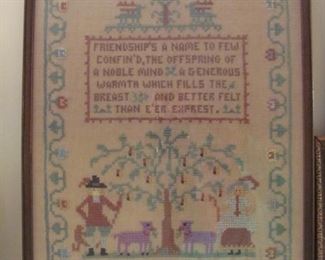 FRIENDSHIP'S A NAME TO FEW
CONFIN'D, THE OFFSPRING OF
A NOBLE MIND A GENEROUS
WARMTH WHICH FILLS THE
BREAST AND BETTER FELT
THAN E'ER EXPREST.